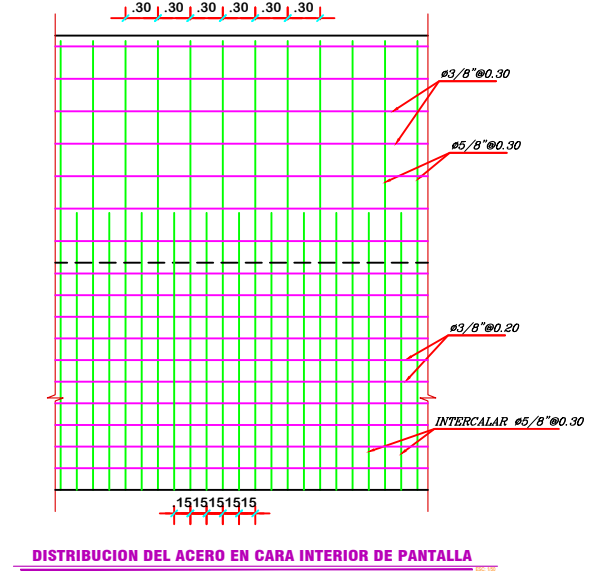 .30 .30 .30 .30 .30 .30
ø3/8"@0.30
ø5/8"@0.30
ø3/8"@0.20
INTERCALAR ø5/8"@0.30
.1515151515
DISTRIBUCION DEL ACERO EN CARA INTERIOR DE PANTALLA